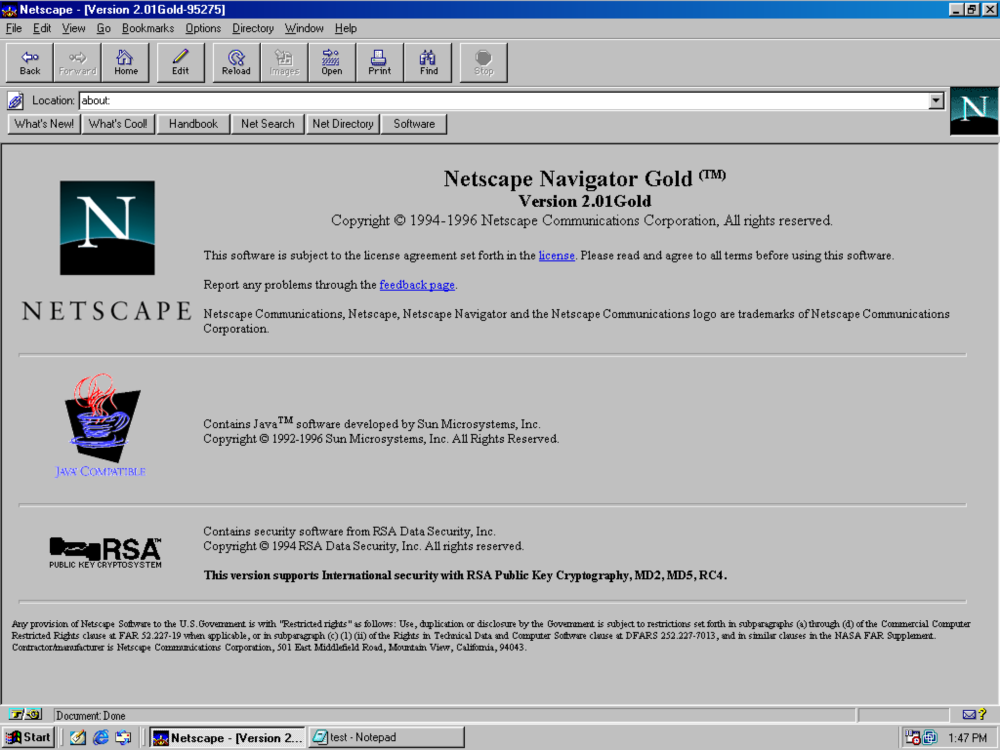 Netscape - [Version 2.01Gold-95275]
File Edit View Go Bookmarks Options Directory Window Help
Back Forward Home Edit Reload Images Open Print Find Stop
Location: about:
N
What's New! What's Cool! Handbook Net Search Net Directory Software
Netscape Navigator Gold (TM)
Version 2.01Gold
Copyright © 1994-1996 Netscape Communications Corporation, All rights reserved.
N
NETSCAPE
This software is subject to the license agreement set forth in the license. Please read and agree to all terms before using this software.
Report any problems through the feedback page.
Netscape Communications, Netscape, Netscape Navigator and the Netscape Communications logo are trademarks of Netscape Communications
Corporation.
JAVA COMPATIBLE
Contains Java™ software developed by Sun Microsystems, Inc.
Copyright © 1992-1996 Sun Microsystems, Inc. All Rights Reserved.
RSA™
PUBLIC KEY CRYPTOSYSTEM
Contains security software from RSA Data Security, Inc.
Copyright © 1994 RSA Data Security, Inc. All rights reserved.
This version supports International security with RSA Public Key Cryptography, MD2, MD5, RC4.
Any provision of Netscape Software to the U.S.Government is with "Restricted rights" as follows: Use, duplication or disclosure by the Government is subject to restrictions set forth in subparagraphs (a) through (d) of the Commercial Computer
Restricted Rights clause at FAR 52.227-19 when applicable, or in subparagraph (c) (1) (ii) of the Rights in Technical Data and Computer Software clause at DFARS 252.227-7013, and in similar clauses in the NASA FAR Supplement.
Contractor/manufacturer is Netscape Communications Corporation, 501 East Middlefield Road, Mountain View, California, 94043.
Document: Done
Start Netscape - [Version 2... test - Notepad 1:47 PM